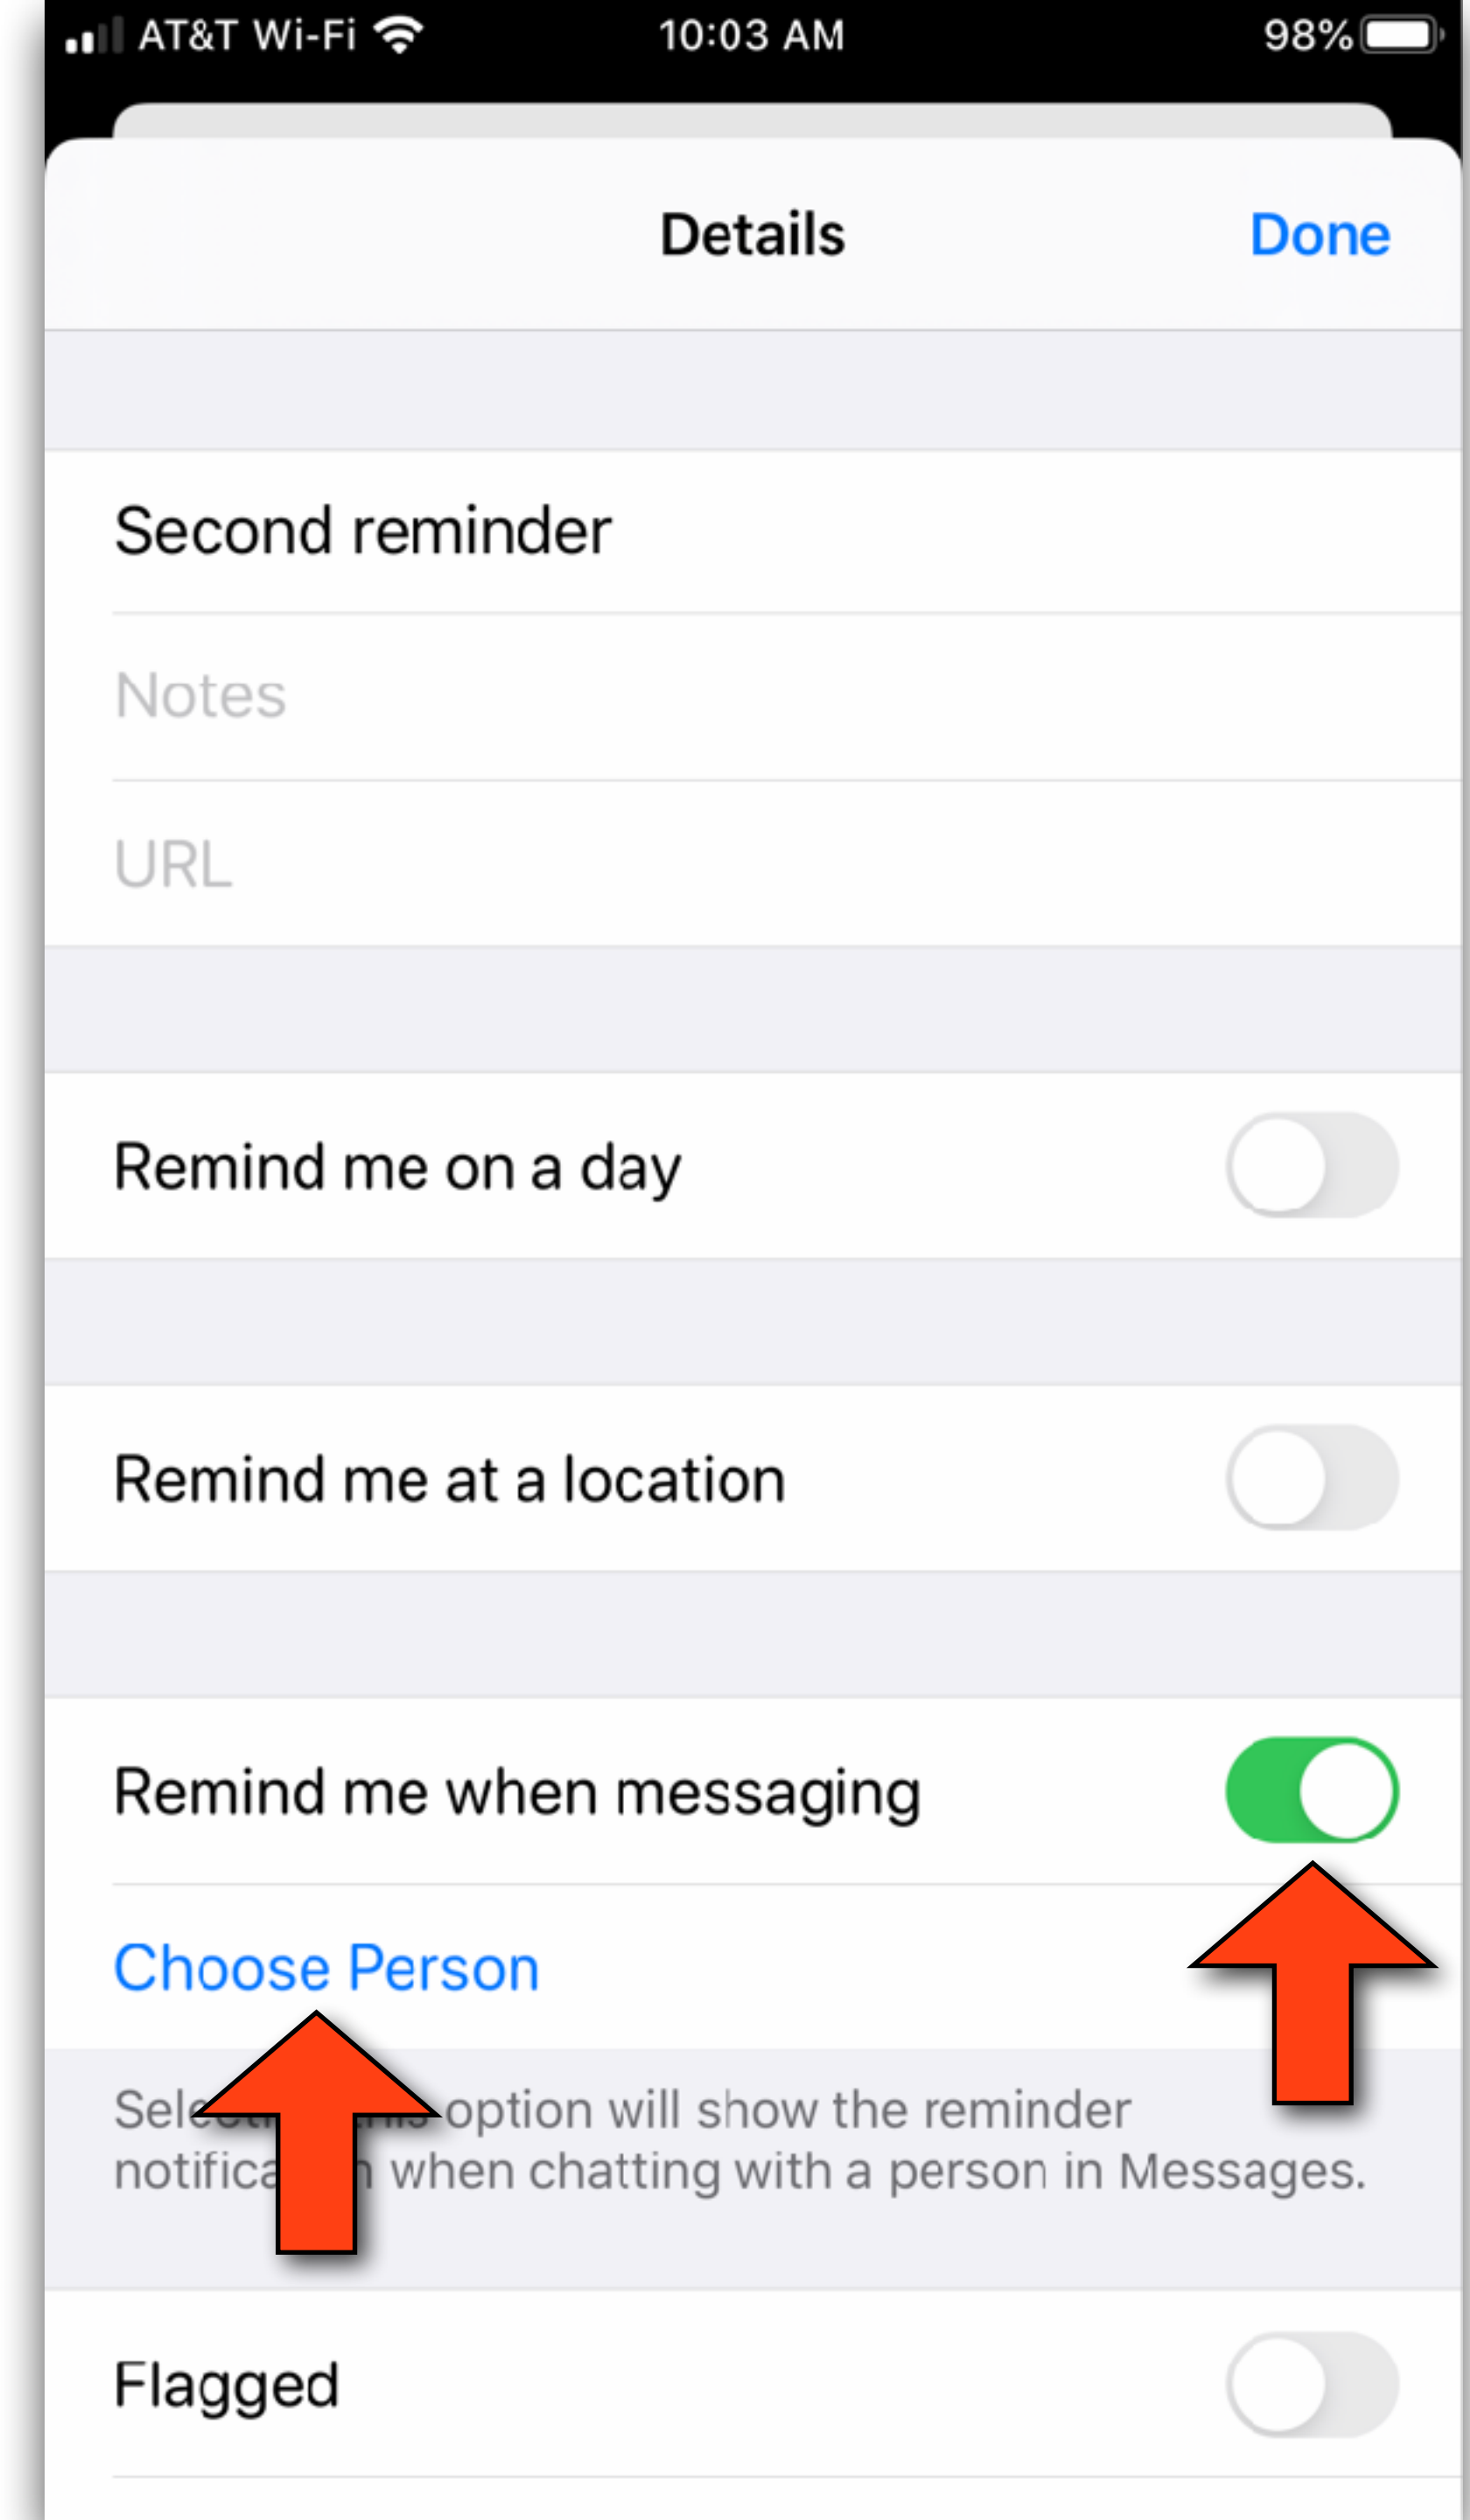 AT&T Wi-Fi 10:03 AM 98%
Details Done
Second reminder
Notes
URL
Remind me on a day
Remind me at a location
Remind me when messaging
Choose Person
option will show the reminder
when chatting with a person in Messages.
Flagged